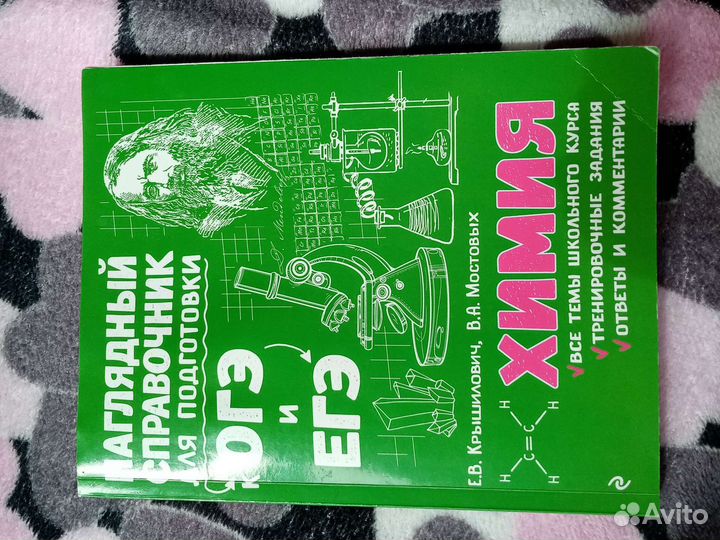 НАГЛЯДНЫЙ
СПРАВОЧНИК
ДЛЯ ПОДГОТОВКИ
К ОГЭ
И
ЕГЭ
Е.В. Крышилович, В.А. Мостовых
ХИМИЯ
ВСЕ ТЕМЫ ШКОЛЬНОГО КУРСА
ТРЕНИРОВОЧНЫЕ ЗАДАНИЯ
ОТВЕТЫ И КОММЕНТАРИИ
H H
C=C
H H
Avito